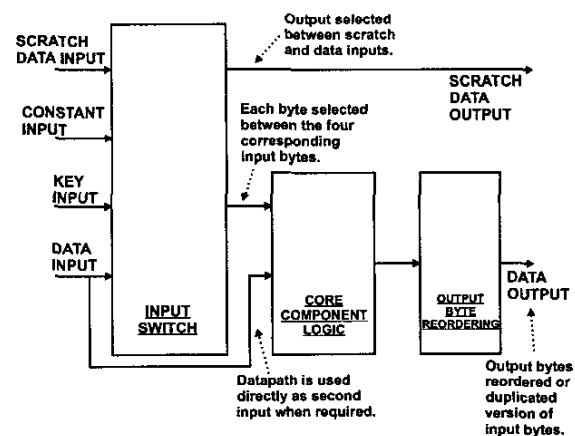 Output selected
between scratch
and data inputs.
SCRATCH
DATA INPUT
SCRATCH
DATA
OUTPUT
CONSTANT
INPUT
Each byte selected
between the four
corresponding
input bytes.
KEY
INPUT
DATA
INPUT
INPUT
SWITCH
CORE
COMPONENT
LOGIC
OUTPUT
BYTE
REORDERING
DATA
OUTPUT
Datapath is used
directly as second
input when required.
Output bytes
reordered or
duplicated
version of
input bytes.